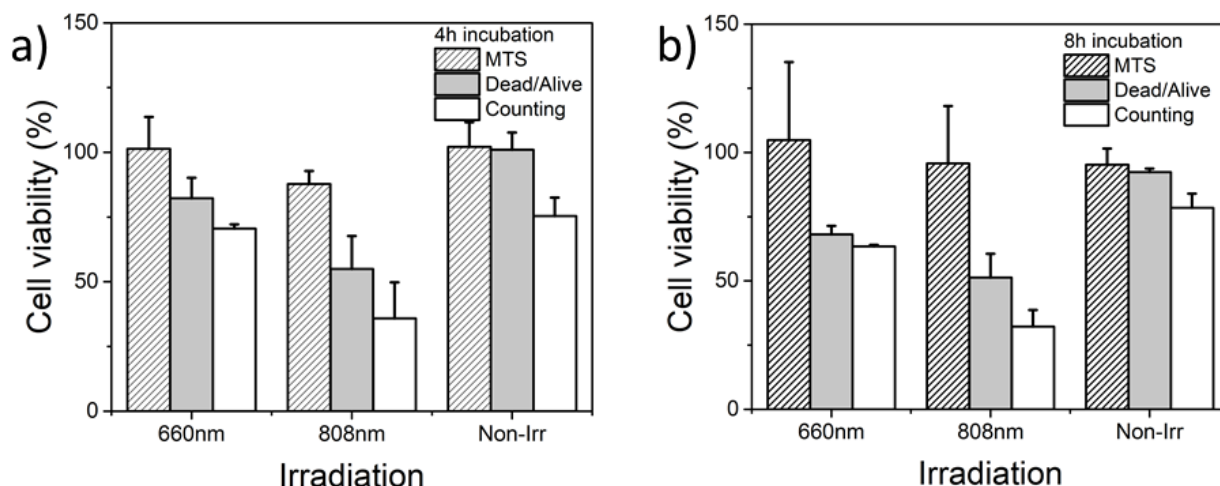 a)
Cell viability (%)
150
100
50
0
4h incubation
MTS
Dead/Alive
Counting
660nm
808nm
Non-Irr
Irradiation
b)
Cell viability (%)
150
100
50
0
8h incubation
MTS
Dead/Alive
Counting
660nm
808nm
Non-Irr
Irradiation